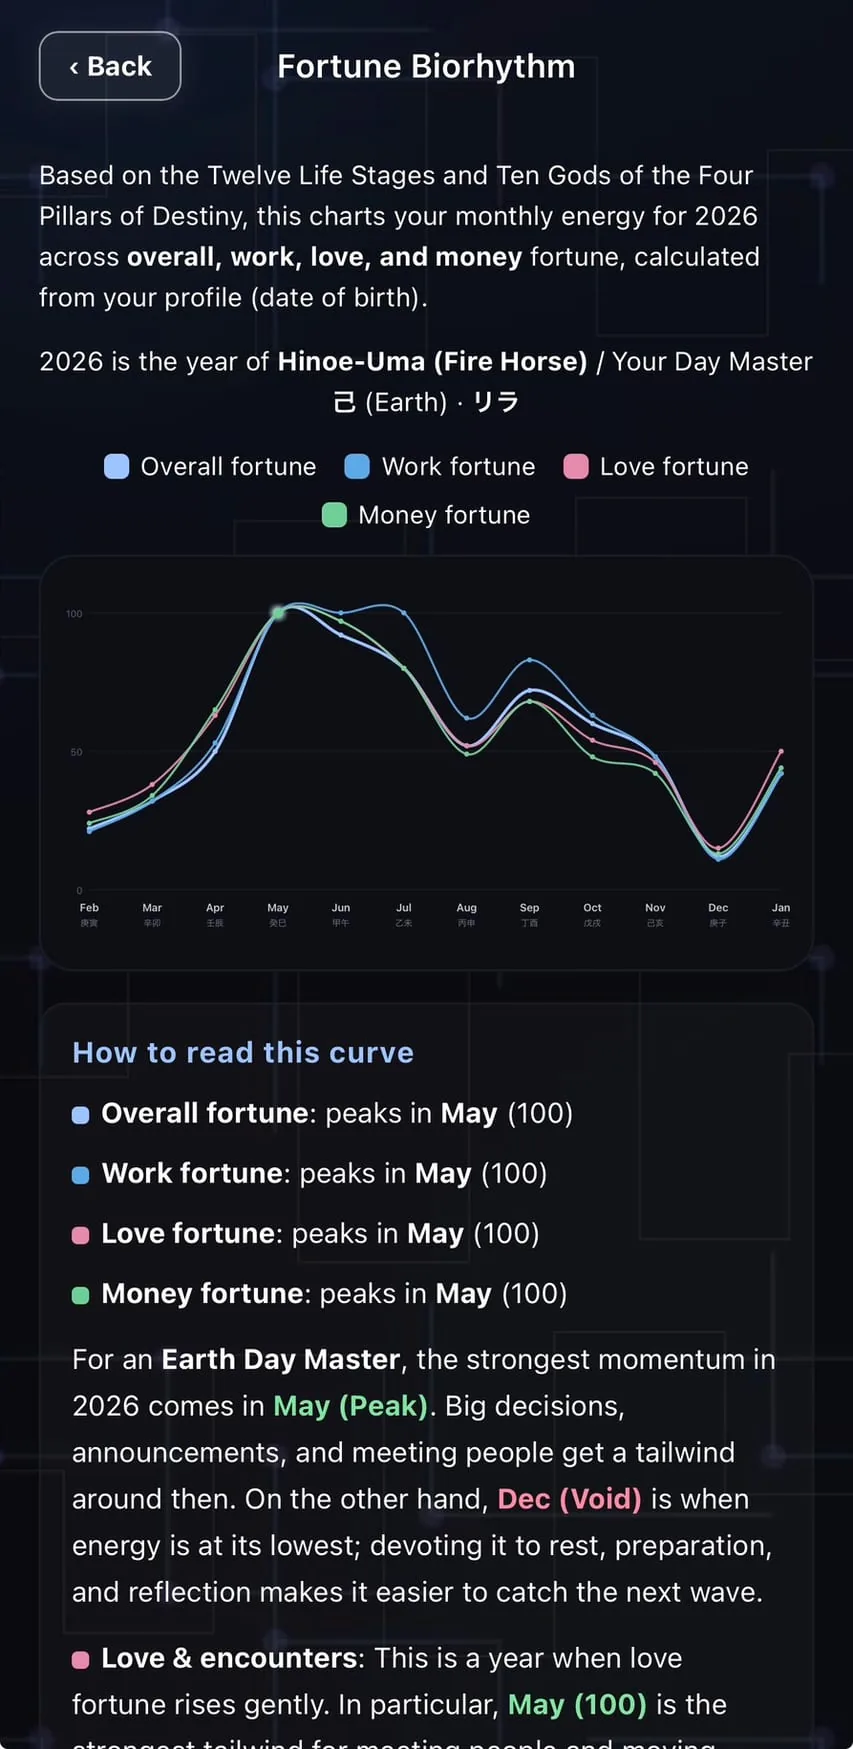 ‹ Back
Fortune Biorhythm
Based on the Twelve Life Stages and Ten Gods of the Four
Pillars of Destiny, this charts your monthly energy for 2026
across overall, work, love, and money fortune, calculated
from your profile (date of birth).
2026 is the year of Hinoe-Uma (Fire Horse) / Your Day Master
己 (Earth) · リラ
Overall fortune Work fortune Love fortune
Money fortune
100
50
0
Feb Mar Apr May Jun Jul Aug Sep Oct Nov Dec Jan
庚寅 辛卯 壬辰 癸巳 甲午 乙未 丙申 丁酉 戊戌 己亥 庚子 辛丑
How to read this curve
Overall fortune: peaks in May (100)
Work fortune: peaks in May (100)
Love fortune: peaks in May (100)
Money fortune: peaks in May (100)
For an Earth Day Master, the strongest momentum in
2026 comes in May (Peak). Big decisions,
announcements, and meeting people get a tailwind
around then. On the other hand, Dec (Void) is when
energy is at its lowest; devoting it to rest, preparation,
and reflection makes it easier to catch the next wave.
Love & encounters: This is a year when love
fortune rises gently. In particular, May (100) is the
strongest tailwind for meeting people and moving